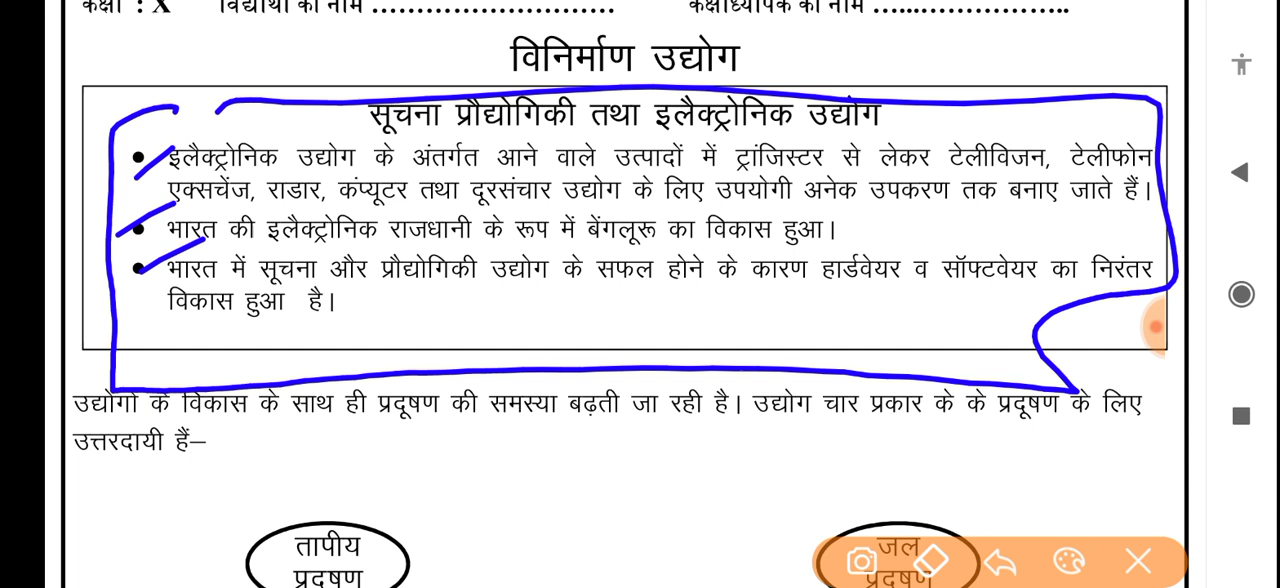 कक्षा : X विद्यार्थी का नाम ............................ कक्षाध्यापक का नाम ......................
विनिर्माण उद्योग
सूचना प्रौद्योगिकी तथा इलैक्ट्रोनिक उद्योग
• इलैक्ट्रोनिक उद्योग के अंतर्गत आने वाले उत्पादों में ट्रांजिस्टर से लेकर टेलीविजन, टेलीफोन
एक्सचेंज, राडार, कंप्यूटर तथा दूरसंचार उद्योग के लिए उपयोगी अनेक उपकरण तक बनाए जाते हैं।
• भारत की इलैक्ट्रोनिक राजधानी के रूप में बेंगलूरू का विकास हुआ।
• भारत में सूचना और प्रौद्योगिकी उद्योग के सफल होने के कारण हार्डवेयर व सॉफ्टवेयर का निरंतर
विकास हुआ है।
उद्योगों के विकास के साथ ही प्रदूषण की समस्या बढ़ती जा रही है। उद्योग चार प्रकार के के प्रदूषण के लिए
उत्तरदायी हैं–
तापीय
प्रदूषण
जल
प्रदूषण